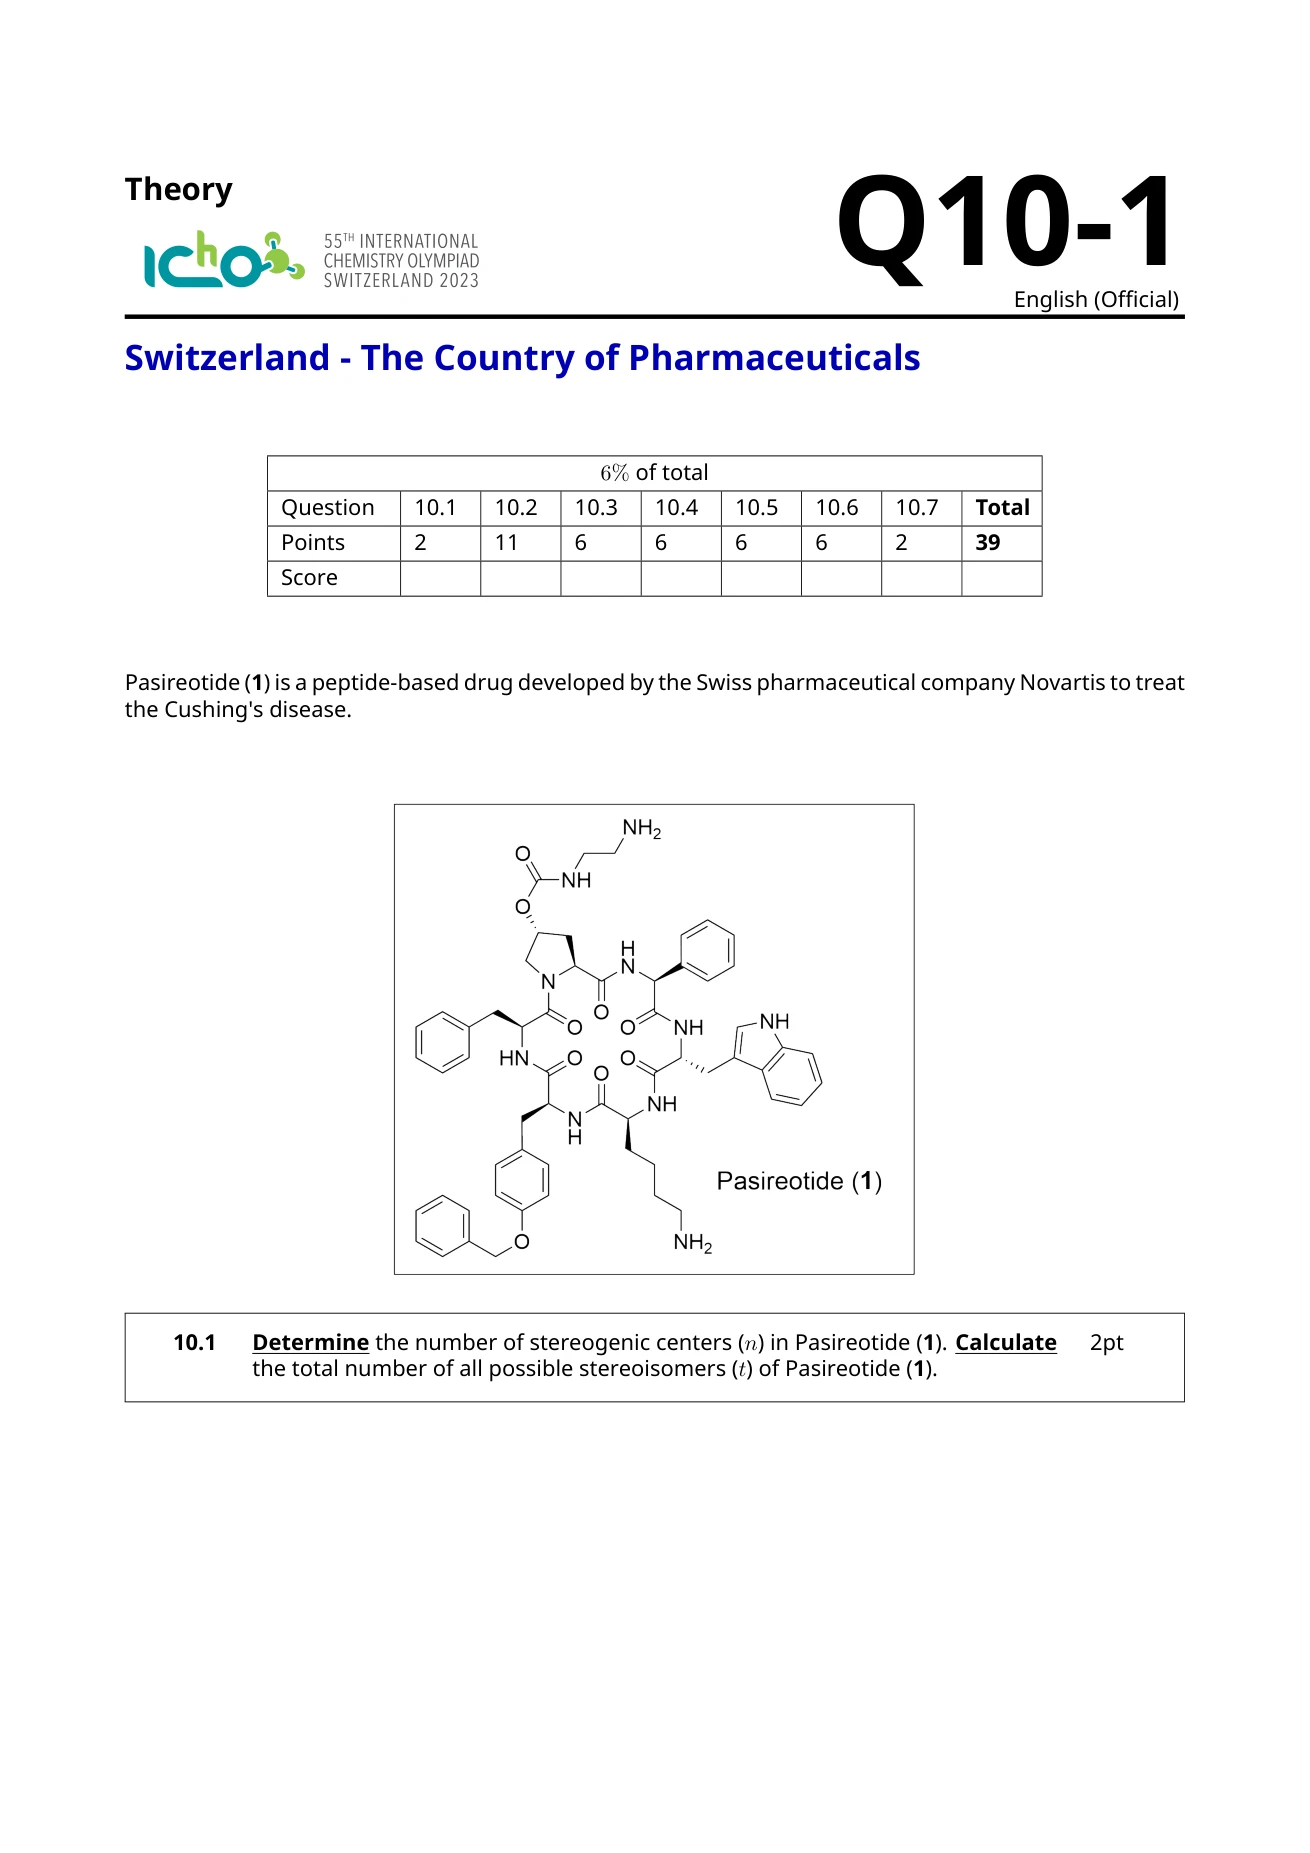 Theory
Q10-1
IChO
55TH INTERNATIONAL
CHEMISTRY OLYMPIAD
SWITZERLAND 2023
English (Official)
Switzerland - The Country of Pharmaceuticals
6% of total
Question 10.1 10.2 10.3 10.4 10.5 10.6 10.7 Total
Points 2 11 6 6 6 6 2 39
Score
Pasireotide (1) is a peptide-based drug developed by the Swiss pharmaceutical company Novartis to treat
the Cushing's disease.
NH2
O
NH
O
H
N
N
O
O
O
NH
NH
HN
O
O
O
NH
N
H
Pasireotide (1)
O
NH2
10.1 Determine the number of stereogenic centers (n) in Pasireotide (1). Calculate 2pt
the total number of all possible stereoisomers (t) of Pasireotide (1).